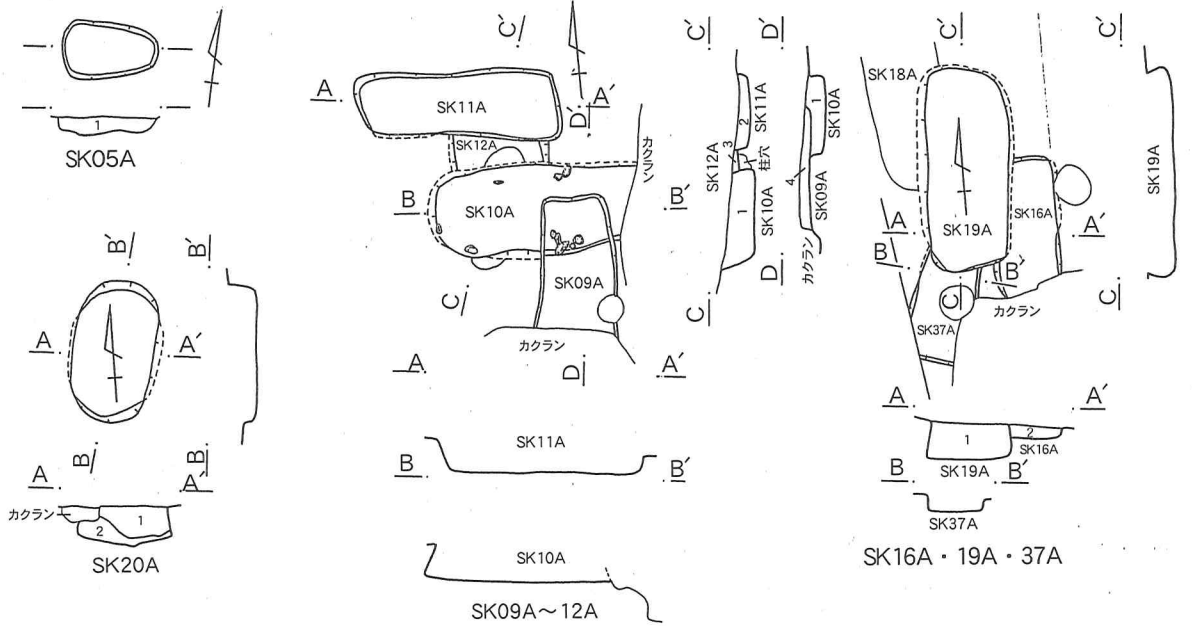 1
SK05A
B′
B′
A
A′
B
B
A
A′
カクラン
1
2
SK20A
C′
A
A′
D′
SK11A
SK12A
カクラン
B
B′
SK10A
SK09A
C
カクラン
D
C′
D′
SK11A
2
3
SK12A
柱穴
1
SK10A
C
D
1
SK10A
4
SK09A
カクラン
A
A′
SK11A
B
B′
SK10A
SK09A～12A
C′
C′
SK18A
SK19A
SK16A
SK19A
A
A′
B
B′
C
C
カクラン
SK37A
A
A′
1
2
SK16A
SK19A
B
B′
SK37A
SK16A・19A・37A